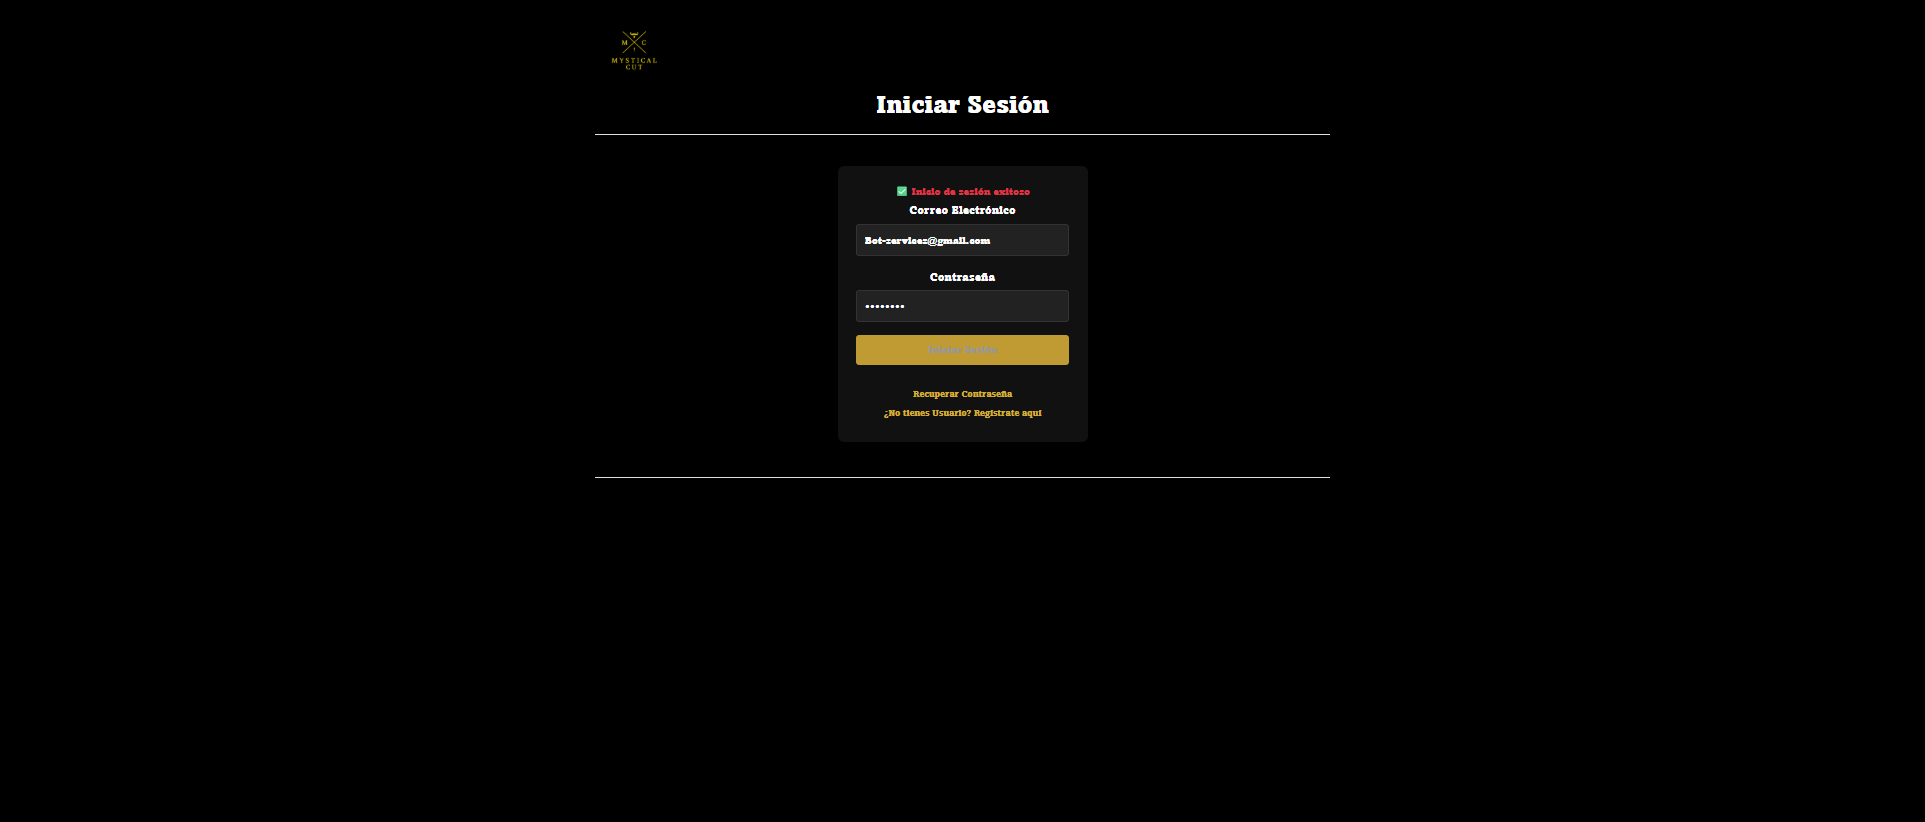 M C
MYSTICAL
CUT
Iniciar Sesión
Inicio de sesión exitoso
Correo Electrónico
Bot-services@gmail.com
Contraseña
••••••••
Iniciar Sesión
Recuperar Contraseña
¿No tienes Usuario? Registrate aquí